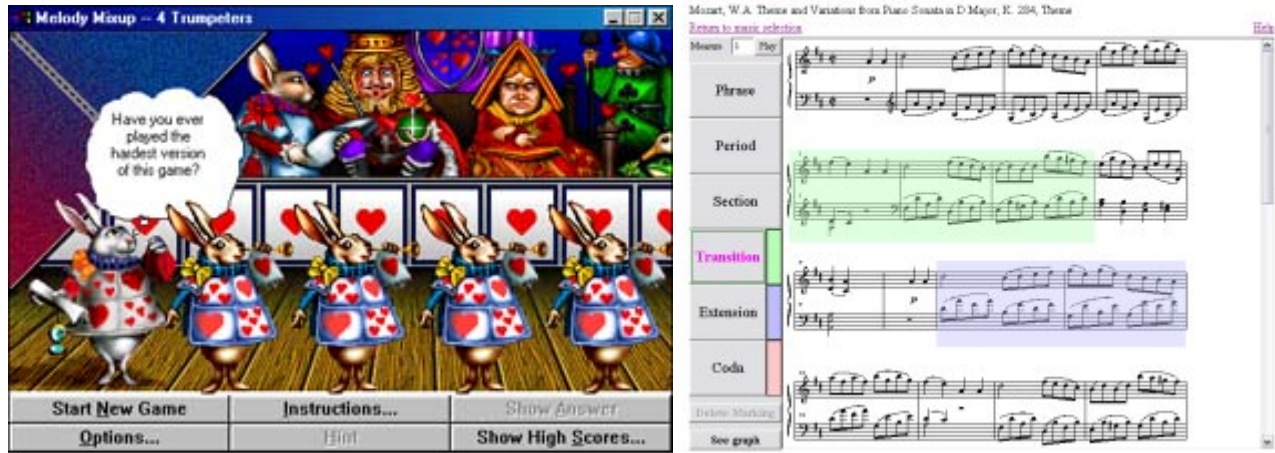 Melody Mixup -- 4 Trumpeters
Have you ever
played the
hardest version
of this game?
Start New Game
Instructions...
Show Answer
Options...
Hint
Show High Scores...
Mozart, W.A. Theme and Variations from Piano Sonata in D Major, K. 284, Theme
Return to music selection
Help
Measure 1 Play
Phrase
Period
Section
Transition
Extension
Coda
Delete Marking
See graph
p
p